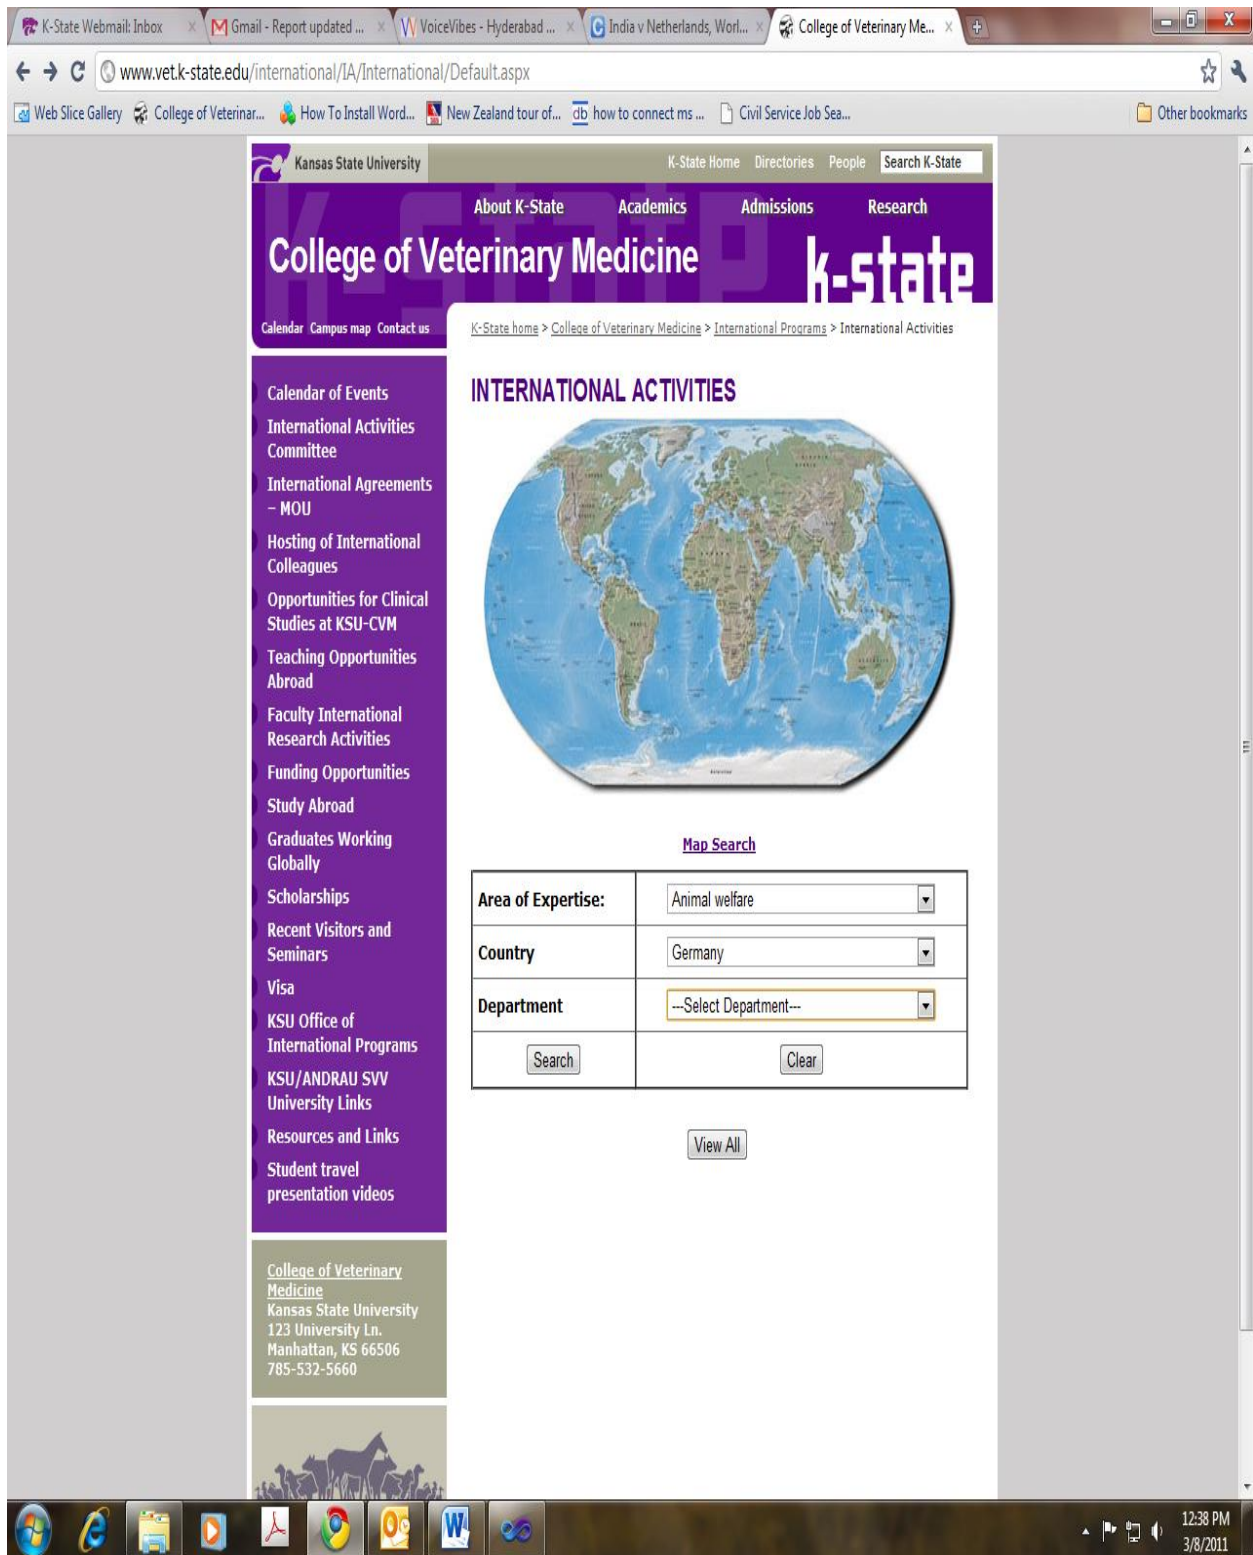 K-State Webmail: Inbox
Gmail - Report updated ...
VoiceVibes - Hyderabad ...
India v Netherlands, Worl...
College of Veterinary Me...
www.vet.k-state.edu/international/IA/International/Default.aspx
Web Slice Gallery
College of Veterinar...
How To Install Word...
New Zealand tour of...
db how to connect ms ...
Civil Service Job Sea...
Other bookmarks
Kansas State University
K-State Home Directories People Search K-State
About K-State Academics Admissions Research
College of Veterinary Medicine
k-state
Calendar Campus map Contact us
K-State home > College of Veterinary Medicine > International Programs > International Activities
Calendar of Events
International Activities
Committee
International Agreements
– MOU
Hosting of International
Colleagues
Opportunities for Clinical
Studies at KSU-CVM
Teaching Opportunities
Abroad
Faculty International
Research Activities
Funding Opportunities
Study Abroad
Graduates Working
Globally
Scholarships
Recent Visitors and
Seminars
Visa
KSU Office of
International Programs
KSU/ANDRAU SVV
University Links
Resources and Links
Student travel
presentation videos
College of Veterinary
Medicine
Kansas State University
123 University Ln.
Manhattan, KS 66506
785-532-5660
INTERNATIONAL ACTIVITIES
Map Search
Area of Expertise: Animal welfare
Country Germany
Department ---Select Department---
Search Clear
View All
12:38 PM
3/8/2011